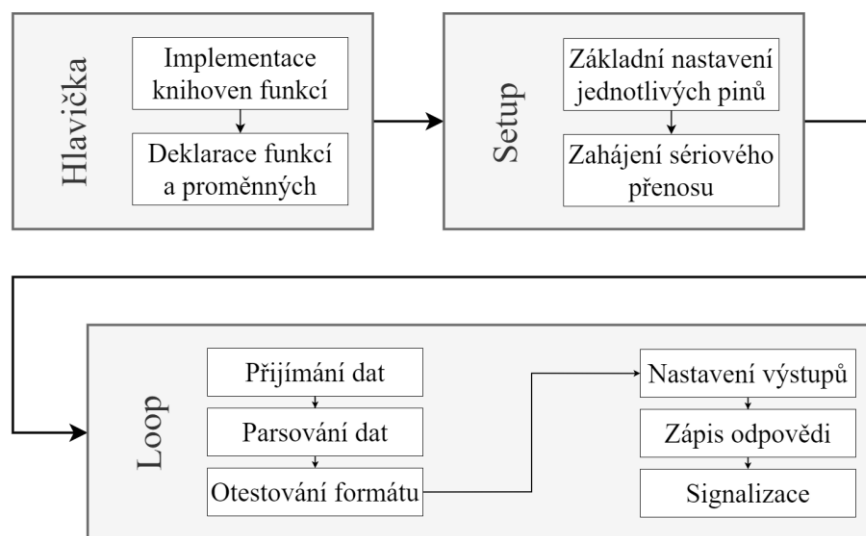 Hlavička
Implementace
knihoven funkcí
Deklarace funkcí
a proměnných
Setup
Základní nastavení
jednotlivých pinů
Zahájení sériového
přenosu
Loop
Přijímání dat
Parsování dat
Otestování formátu
Nastavení výstupů
Zápis odpovědi
Signalizace